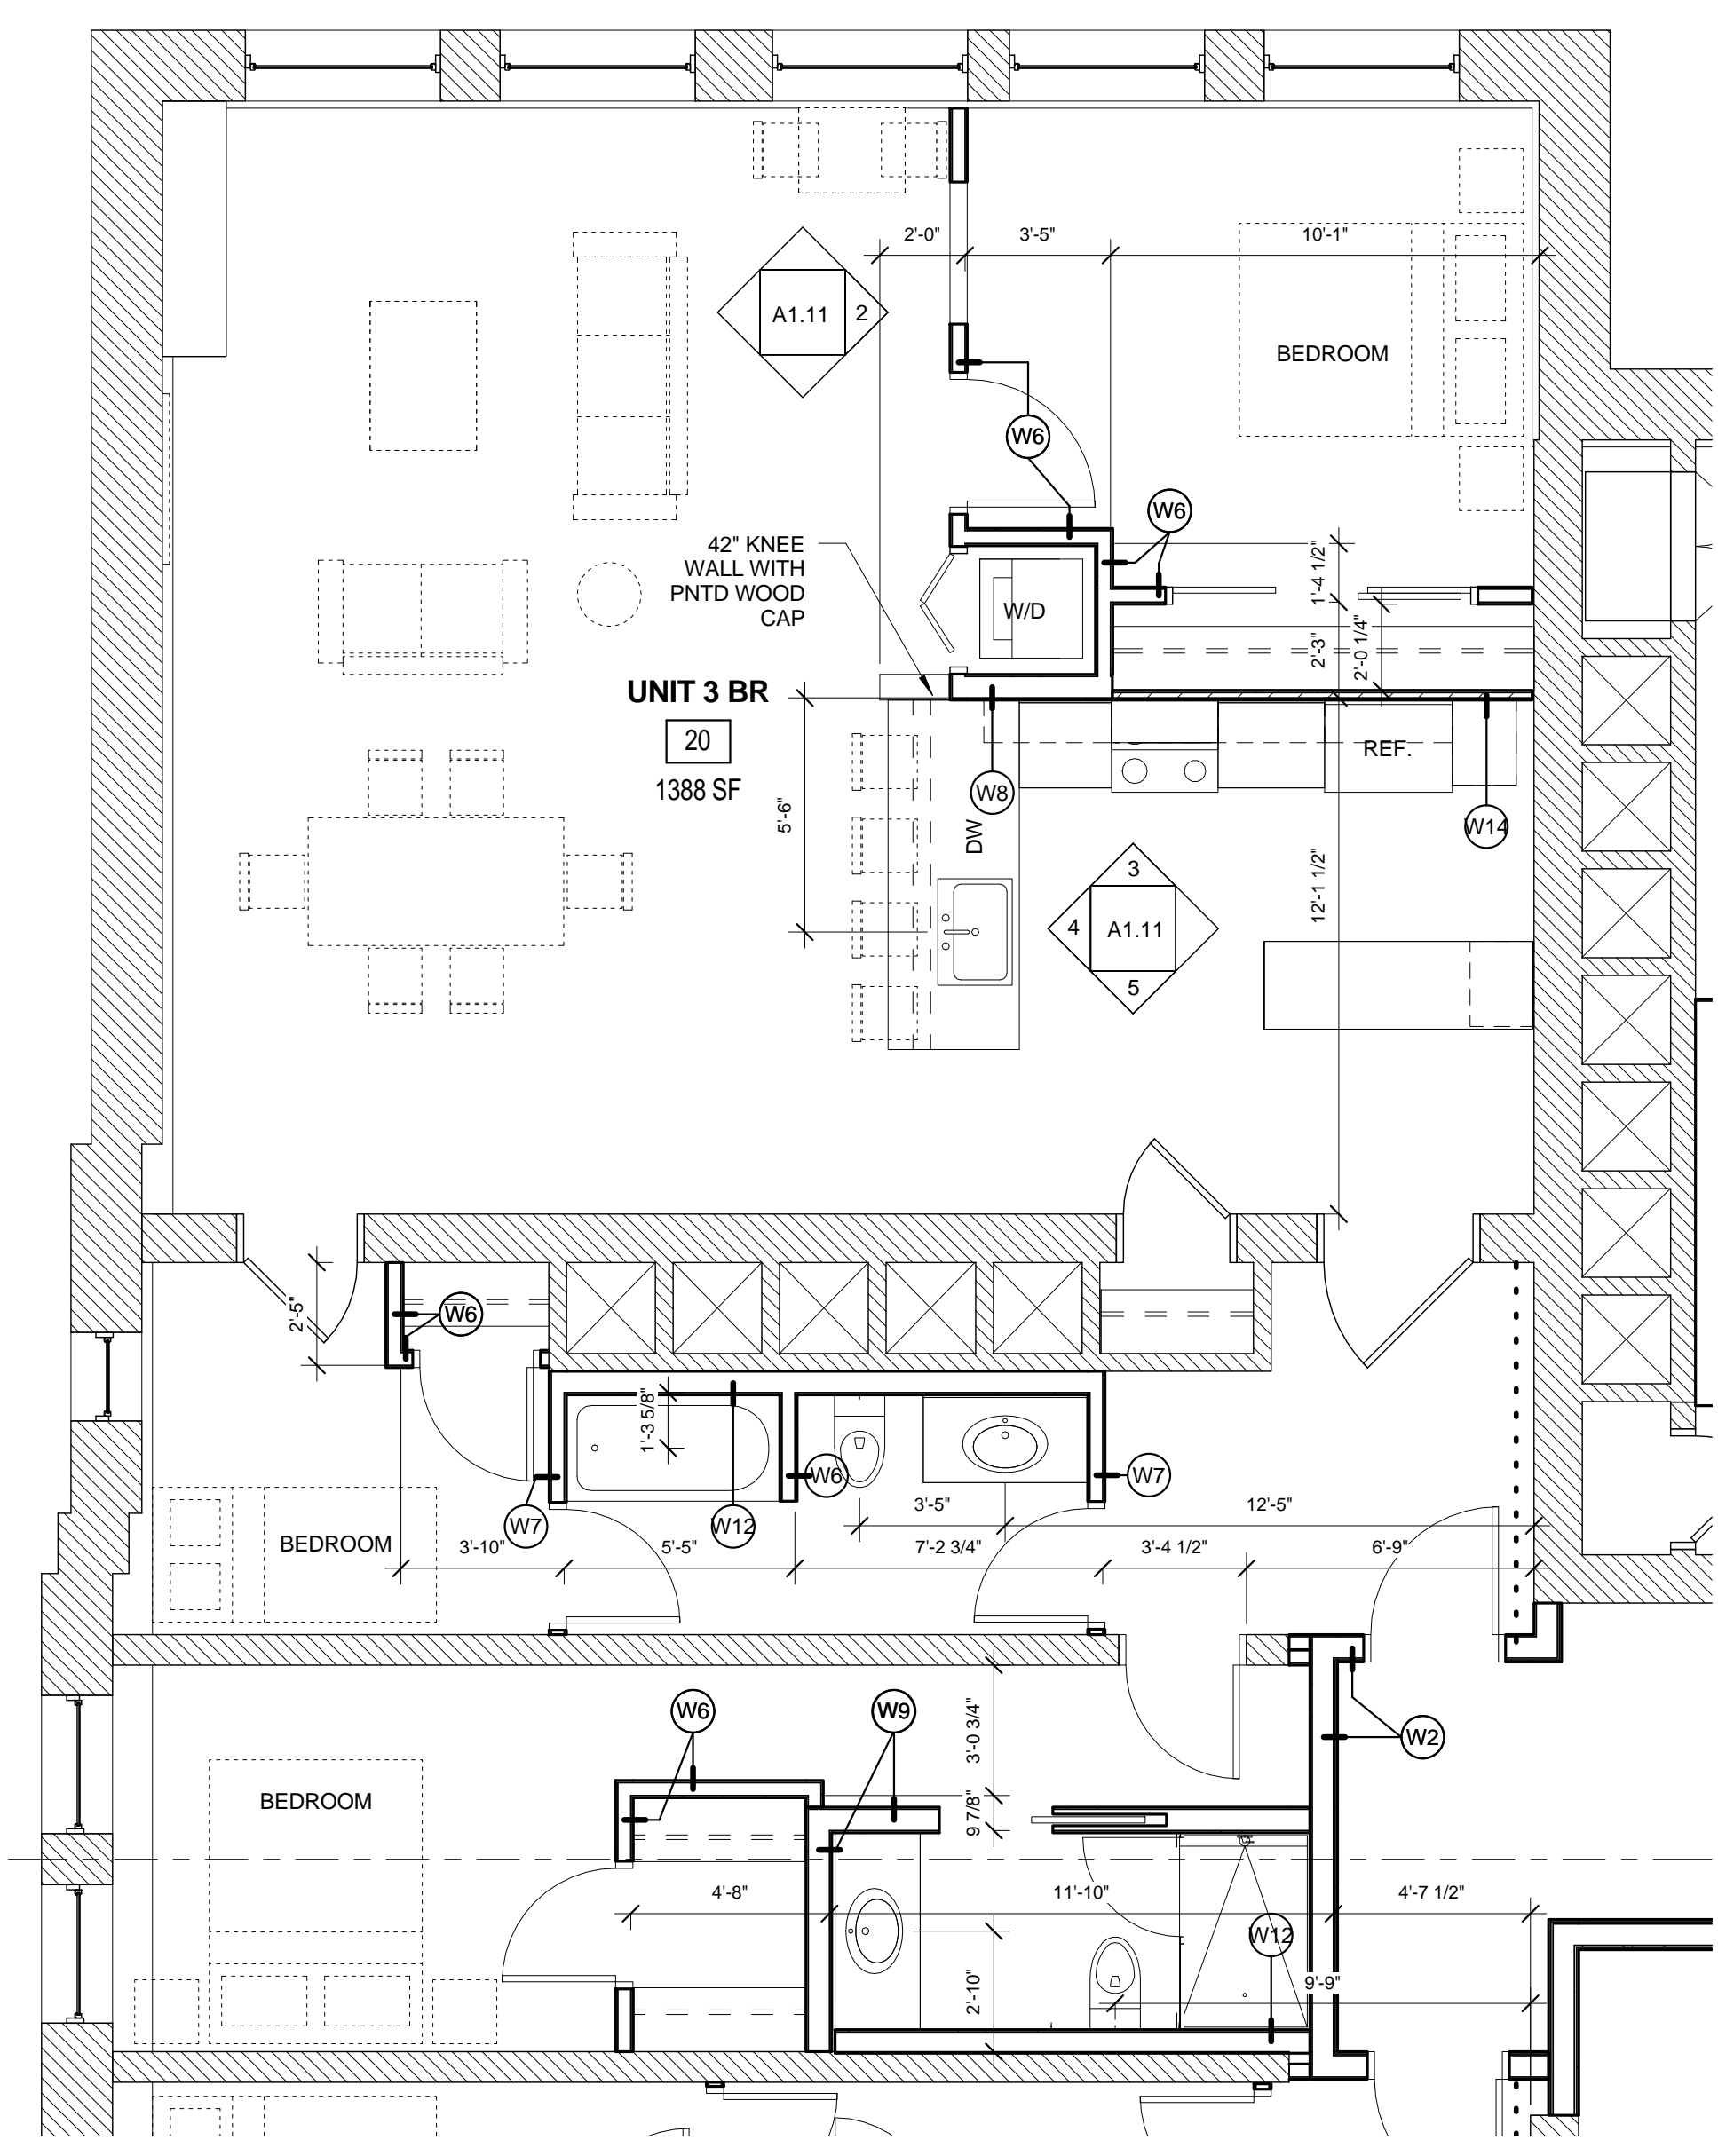 2'-0"
3'-5"
10'-1"
A1.11
2
BEDROOM
W6
W6
42" KNEE
WALL WITH
PNTD WOOD
CAP
1'-4 1/2"
W/D
2'-3"
2'-0 1/4"
UNIT 3 BR
20
1388 SF
REF.
W8
W14
5'-6"
DW
12'-1 1/2"
3
4
A1.11
5
2'-5"
W6
1'-3 5/8"
W6
W7
W7
W12
3'-5"
12'-5"
BEDROOM
3'-10"
5'-5"
7'-2 3/4"
3'-4 1/2"
6'-9"
W6
W9
3'-0 3/4"
W2
BEDROOM
9 7/8"
4'-8"
11'-10"
4'-7 1/2"
W12
2'-10"
9'-9"